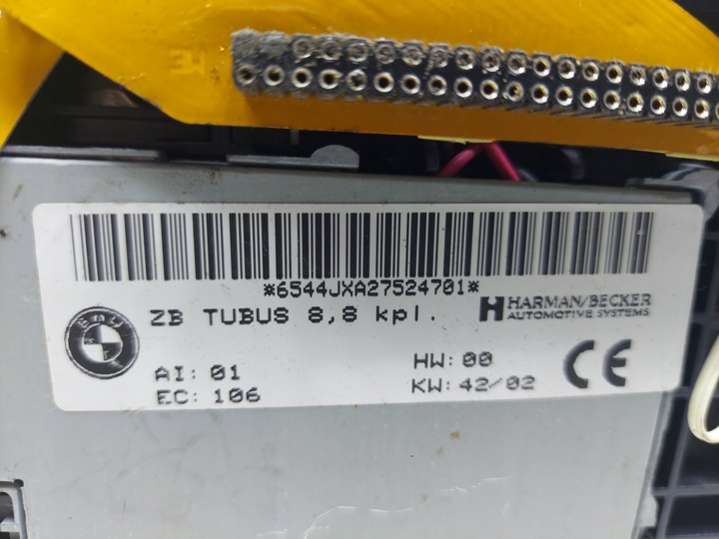 *6544JXA27524701*
ZB TUBUS 8,8 kpl.
HARMAN/BECKER
AUTOMOTIVE SYSTEMS
BMW
AI: 01
HW: 00
CE
EC: 106
KW: 42/02